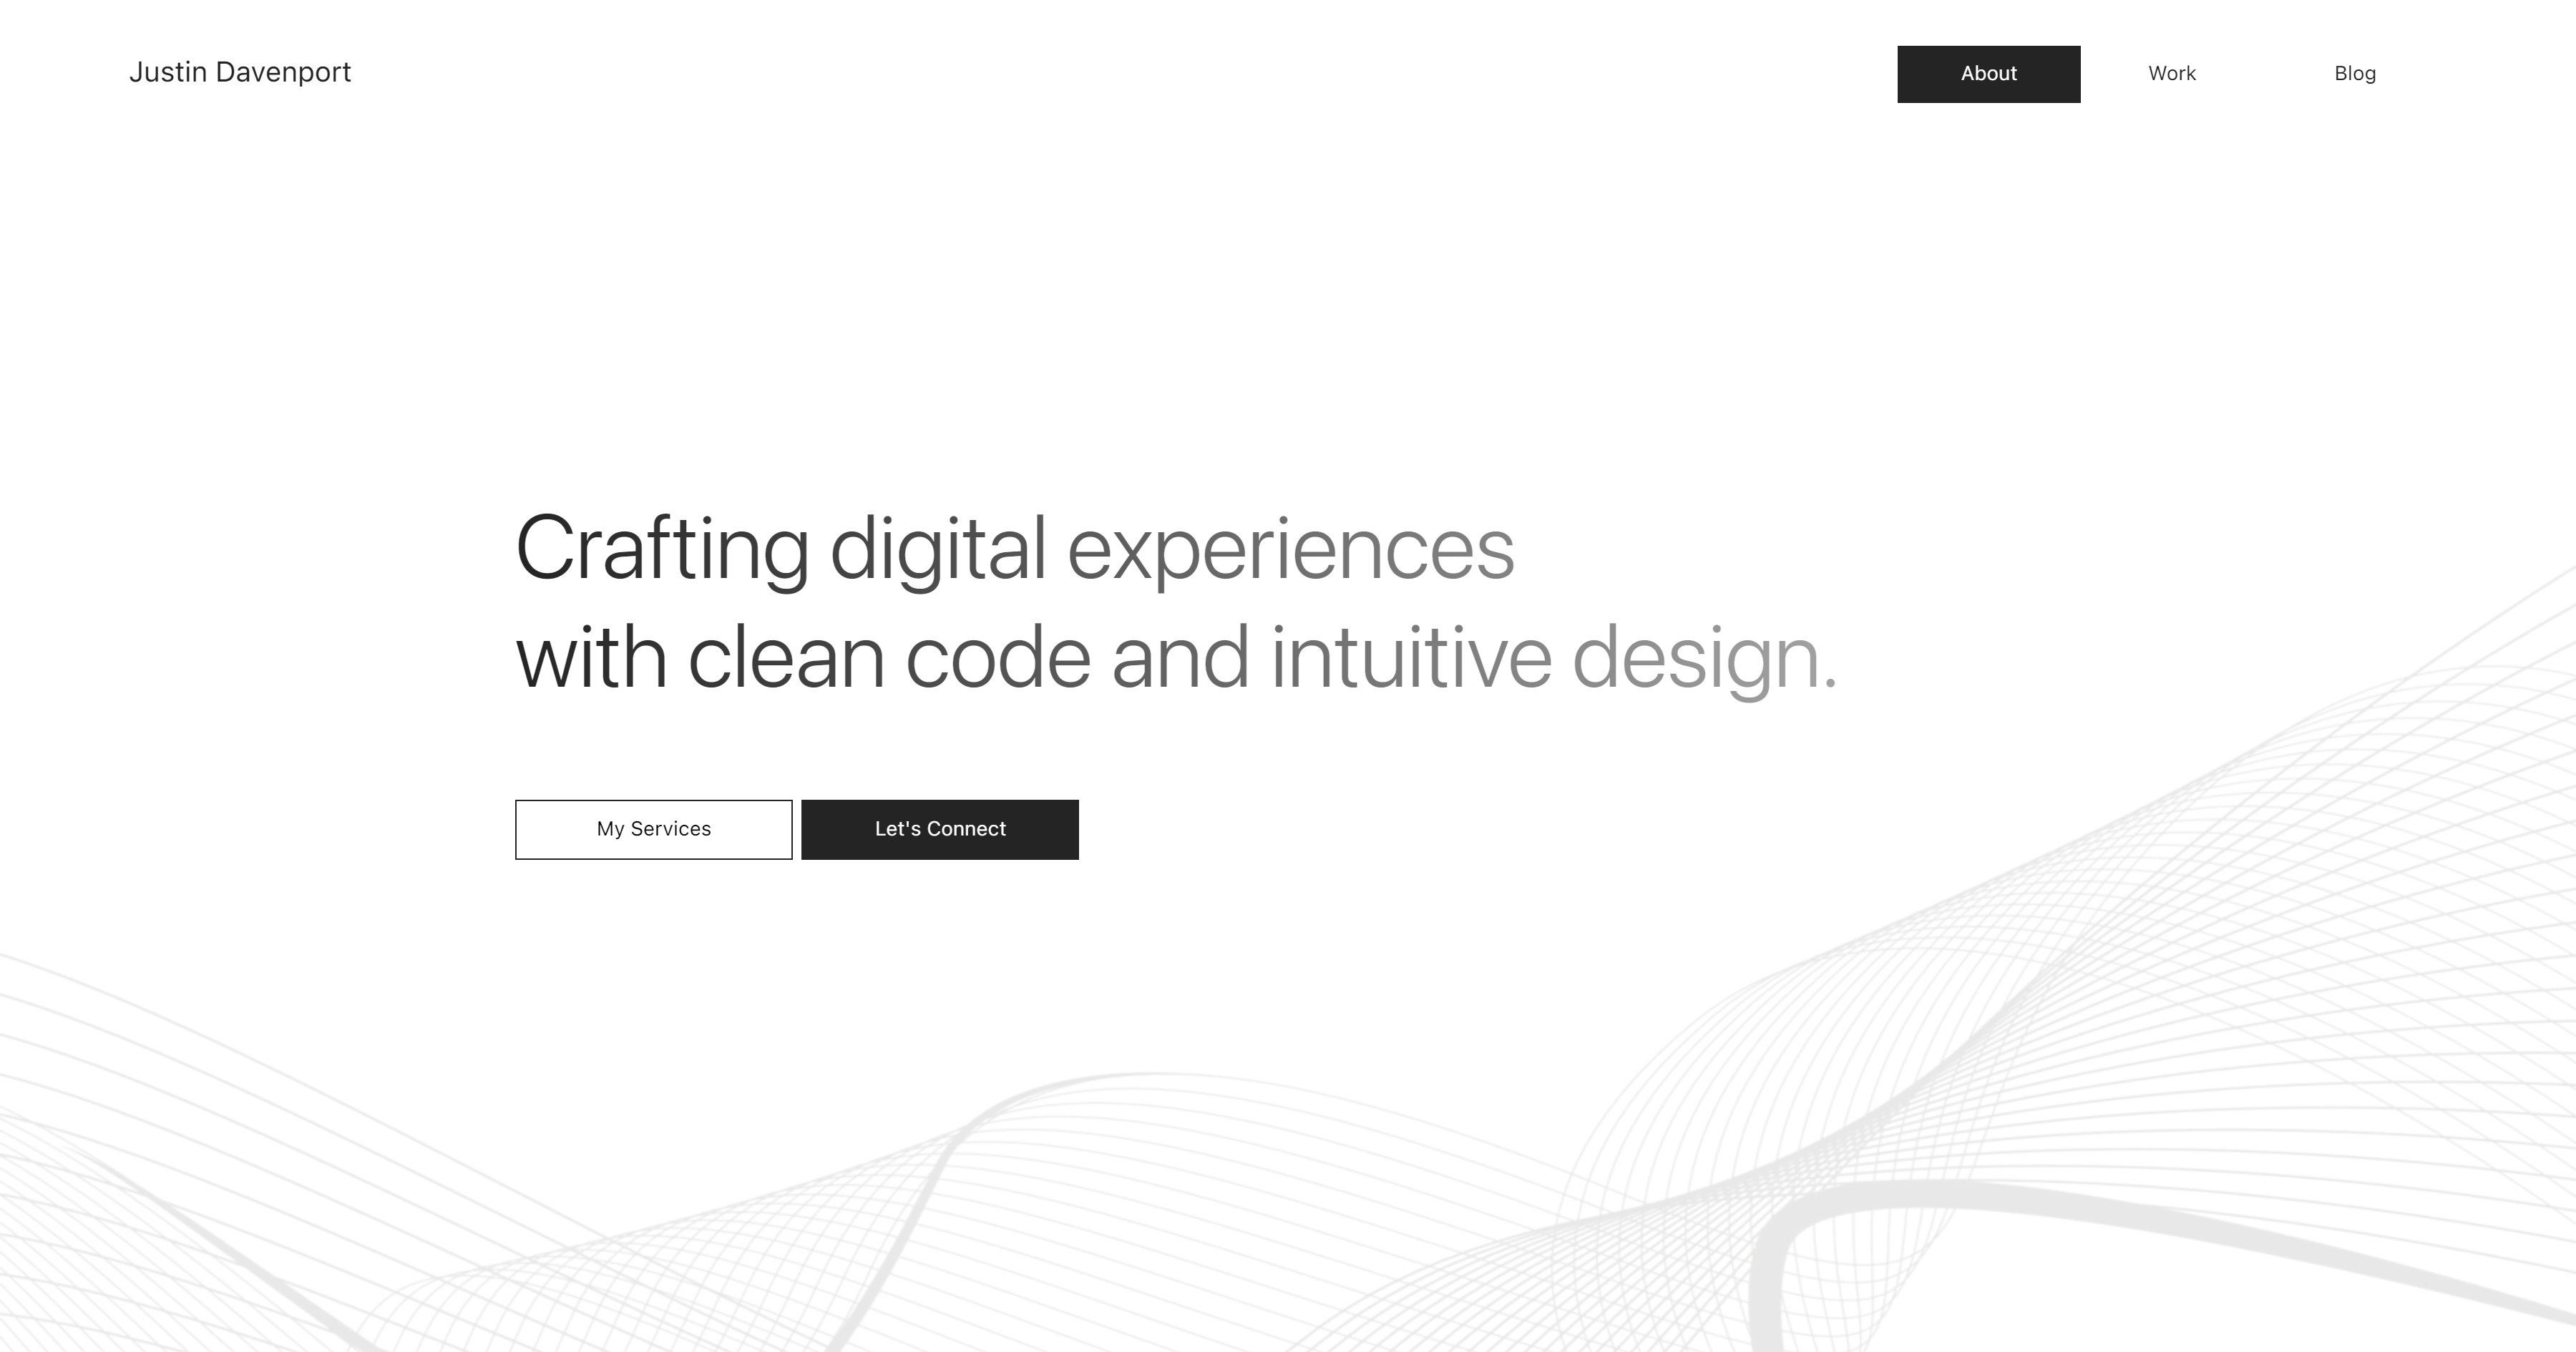 Justin Davenport
About
Work
Blog
Crafting digital experiences
with clean code and intuitive design.
My Services
Let's Connect